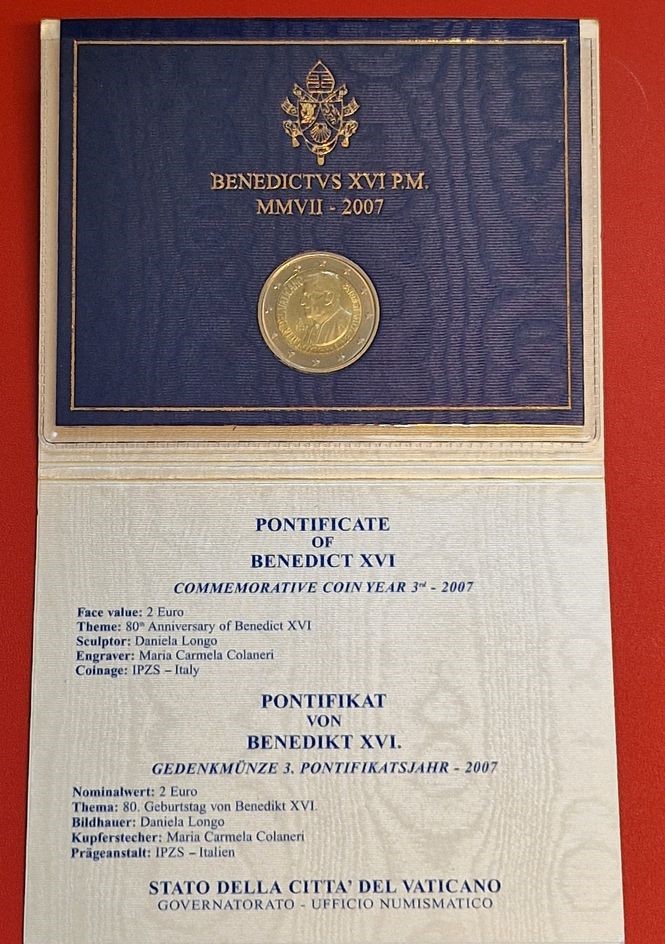 BENEDICTVS XVI P.M.
MMVII - 2007
PONTIFICATE
OF
BENEDICT XVI
COMMEMORATIVE COIN YEAR 3rd - 2007
Face value: 2 Euro
Theme: 80th Anniversary of Benedict XVI
Sculptor: Daniela Longo
Engraver: Maria Carmela Colaneri
Coinage: IPZS – Italy
PONTIFIKAT
VON
BENEDIKT XVI.
GEDENKMÜNZE 3. PONTIFIKATSJAHR - 2007
Nominalwert: 2 Euro
Thema: 80. Geburtstag von Benedikt XVI.
Bildhauer: Daniela Longo
Kupferstecher: Maria Carmela Colaneri
Prägeanstalt: IPZS – Italien
STATO DELLA CITTA' DEL VATICANO
GOVERNATORATO - UFFICIO NUMISMATICO